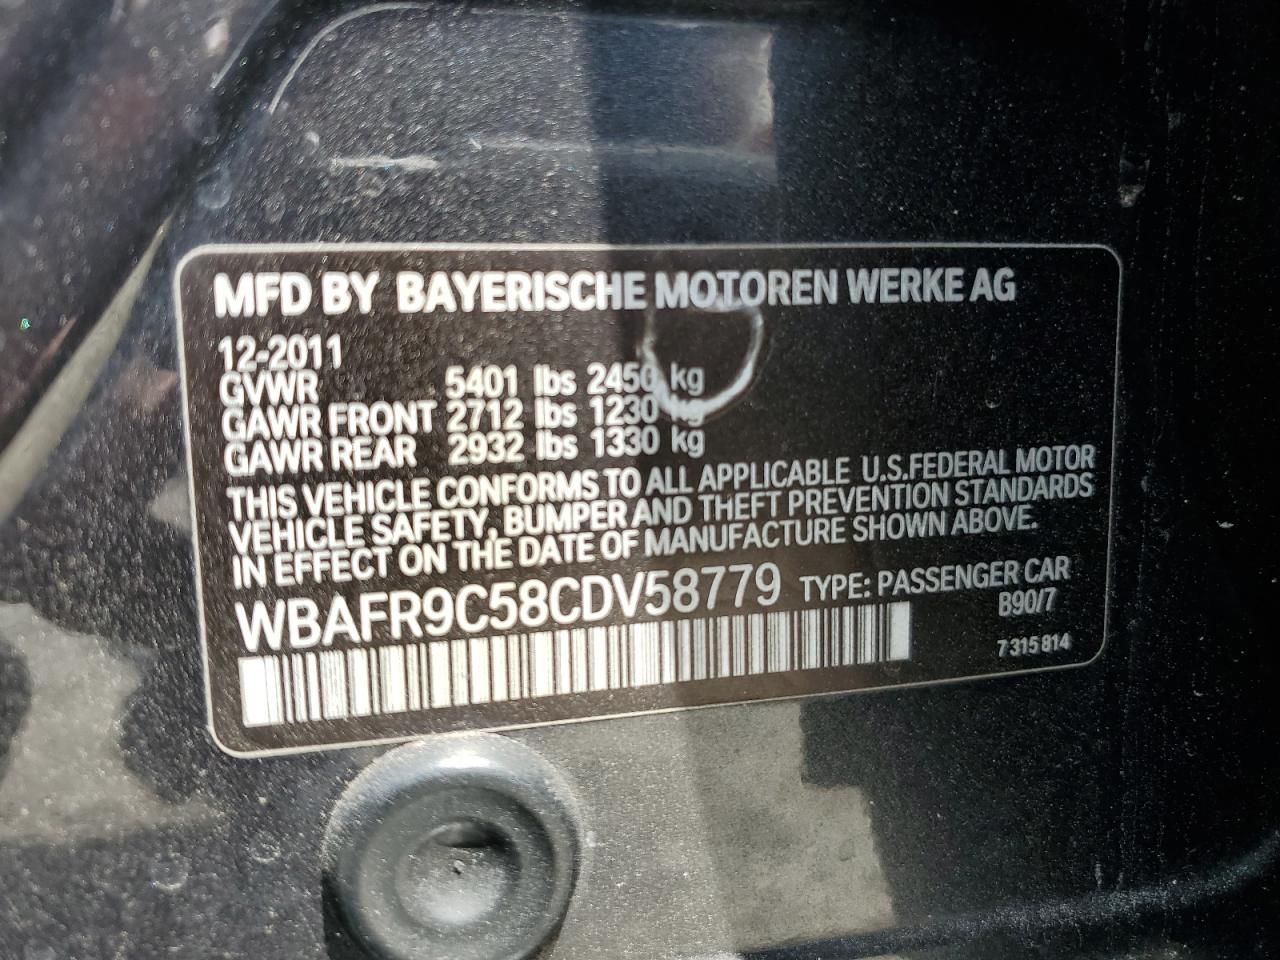 MFD BY BAYERISCHE MOTOREN WERKE AG
12-2011
GVWR 5401 lbs 2450 kg
GAWR FRONT 2712 lbs 1230 kg
GAWR REAR 2932 lbs 1330 kg
THIS VEHICLE CONFORMS TO ALL APPLICABLE U.S.FEDERAL MOTOR
VEHICLE SAFETY, BUMPER AND THEFT PREVENTION STANDARDS
IN EFFECT ON THE DATE OF MANUFACTURE SHOWN ABOVE.
WBAFR9C58CDV58779 TYPE: PASSENGER CAR
B90/7
7 315 814